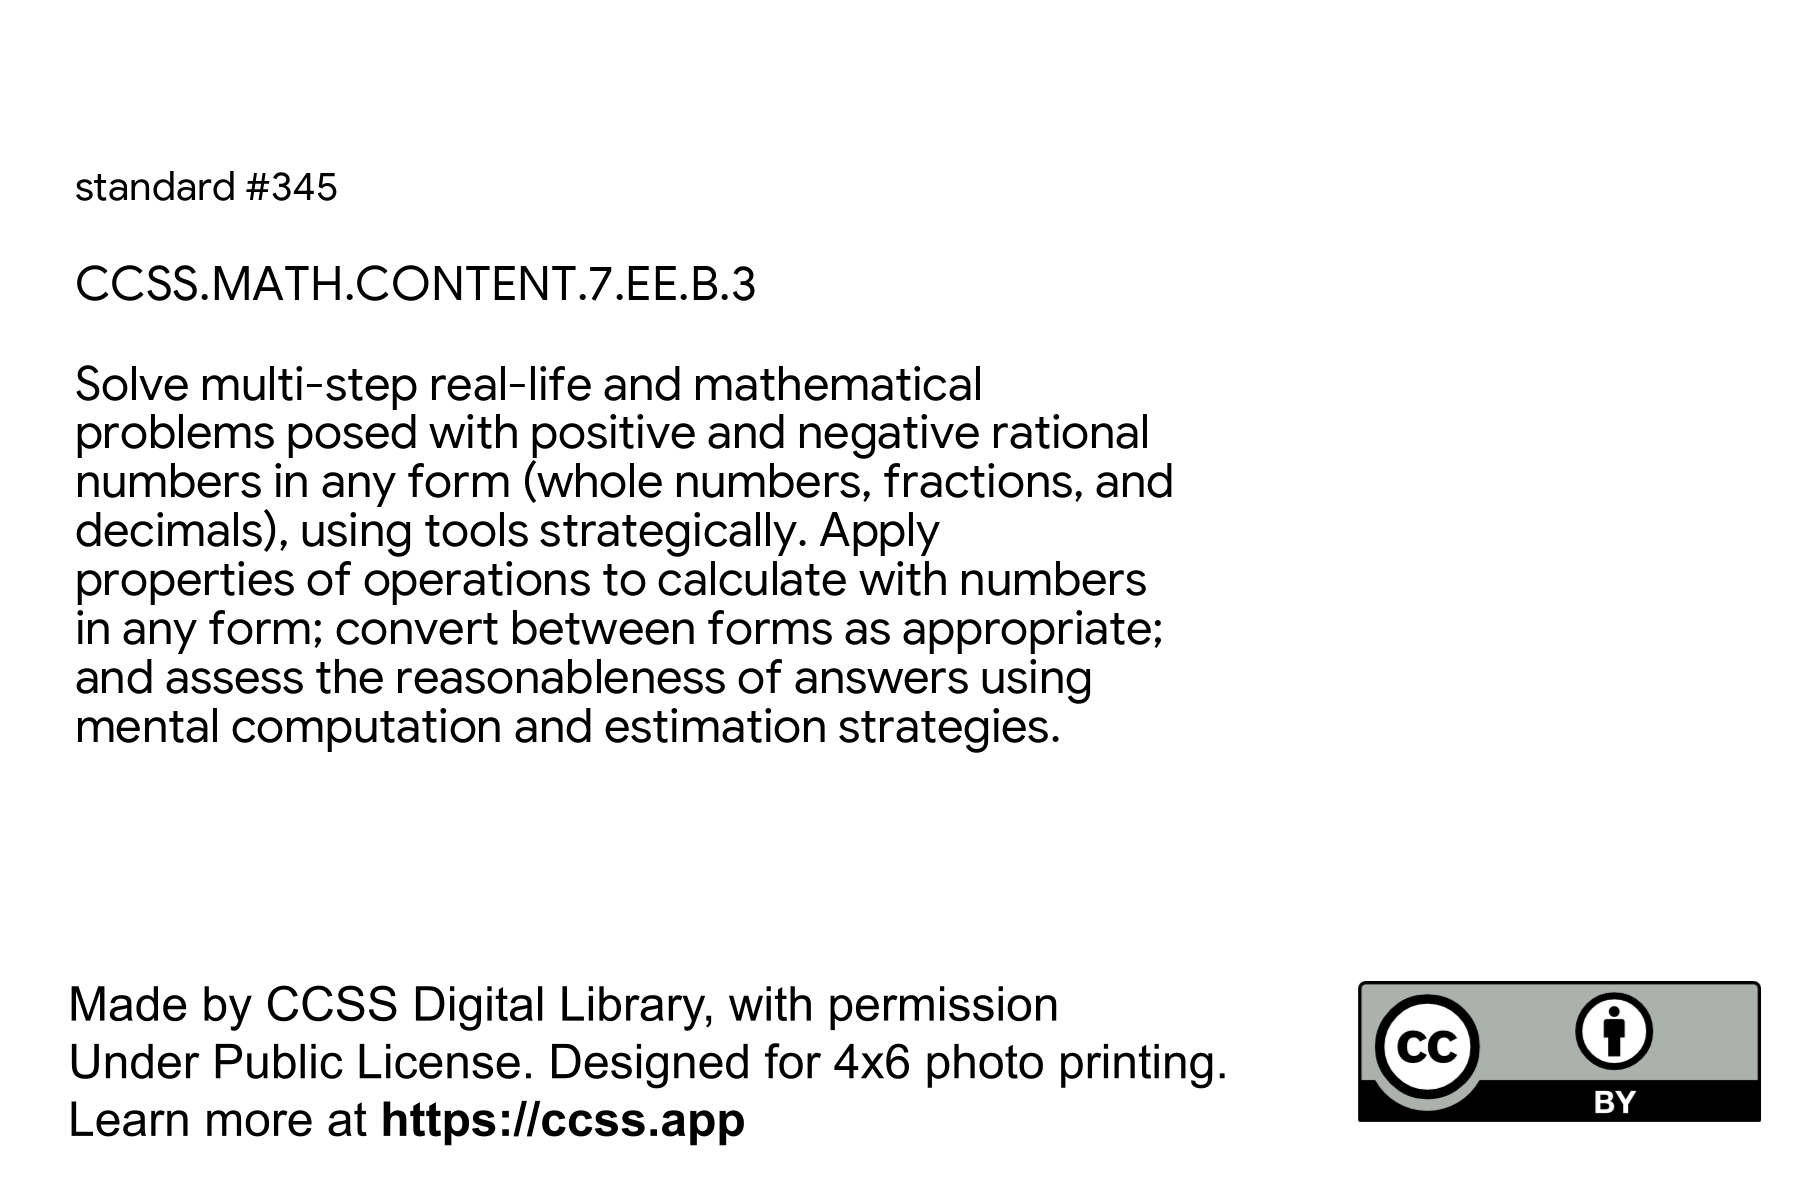 standard #345
CCSS.MATH.CONTENT.7.EE.B.3
Solve multi-step real-life and mathematical
problems posed with positive and negative rational
numbers in any form (whole numbers, fractions, and
decimals), using tools strategically. Apply
properties of operations to calculate with numbers
in any form; convert between forms as appropriate;
and assess the reasonableness of answers using
mental computation and estimation strategies.
Made by CCSS Digital Library, with permission
Under Public License. Designed for 4x6 photo printing.
Learn more at https://ccss.app
cc
BY